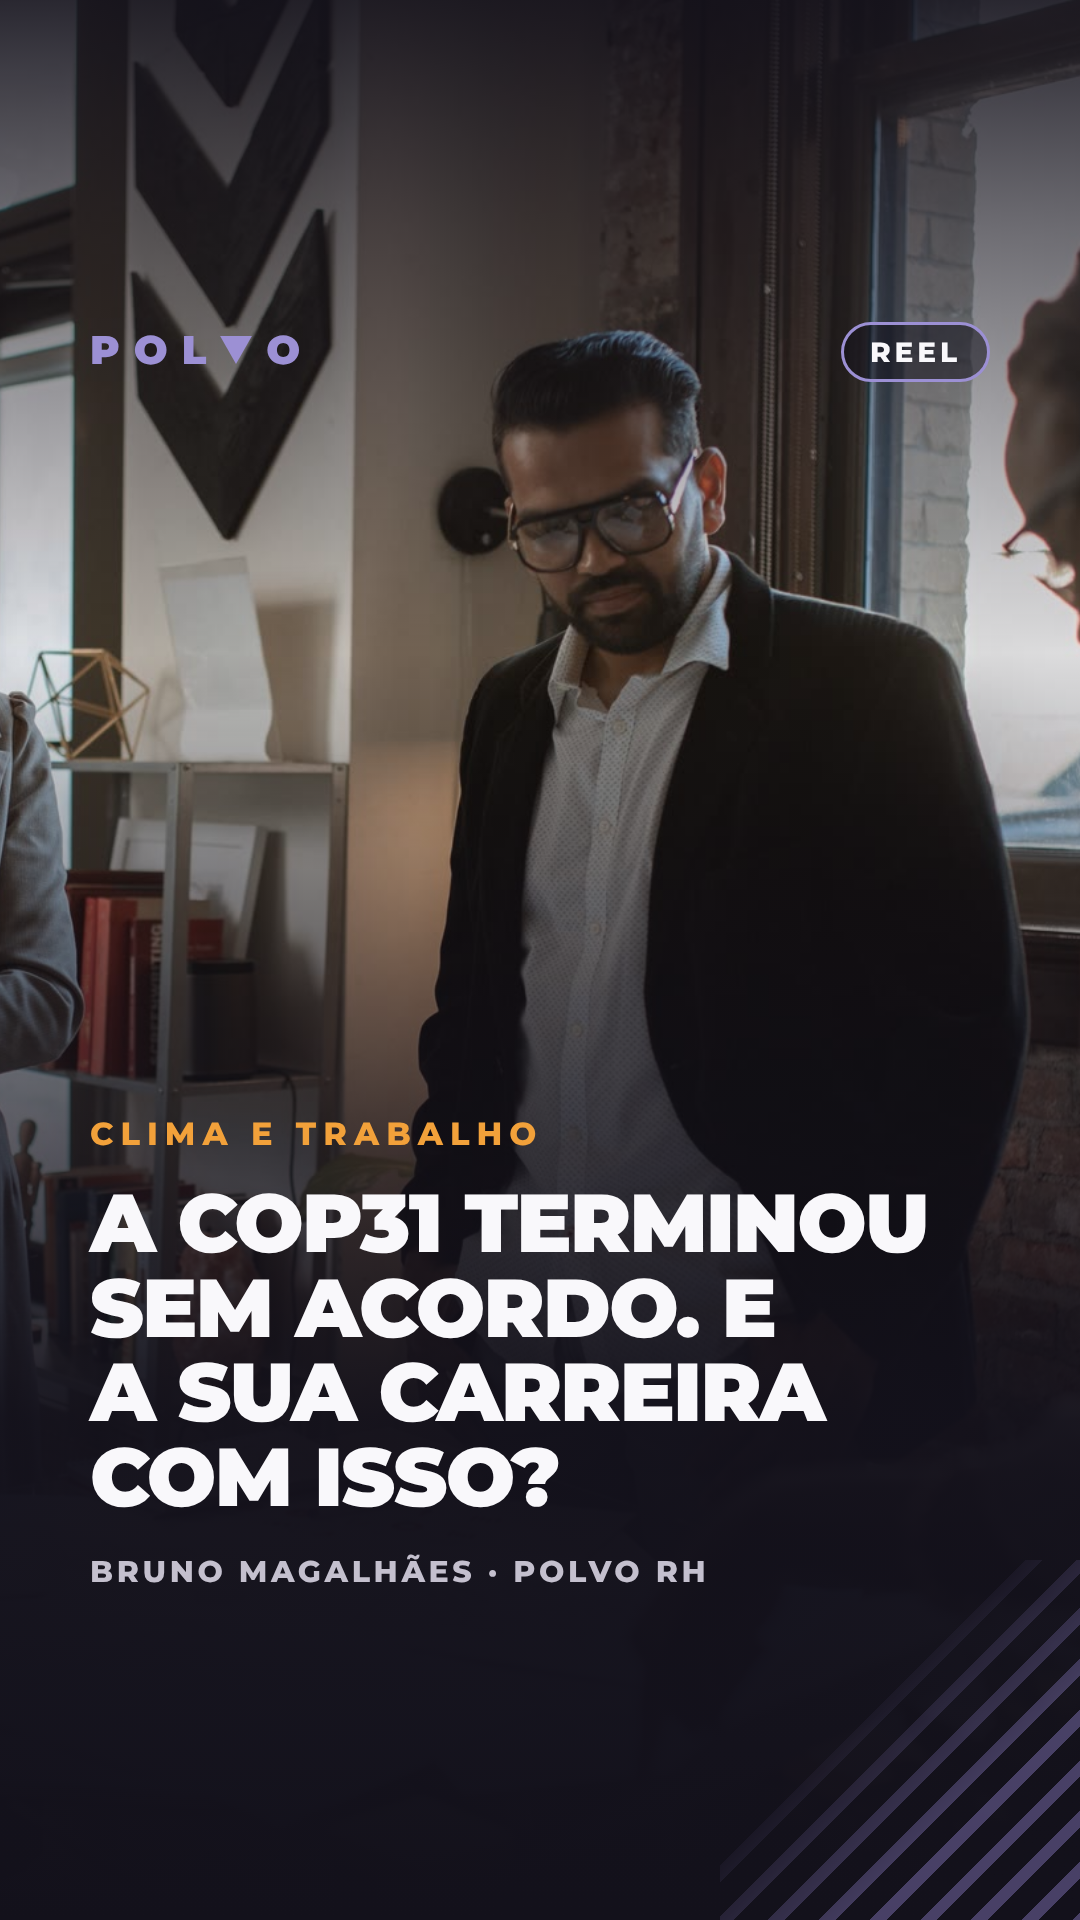 POLVO
REEL
CLIMA E TRABALHO
A COP31 TERMINOU
SEM ACORDO. E
A SUA CARREIRA
COM ISSO?
BRUNO MAGALHÃES · POLVO RH